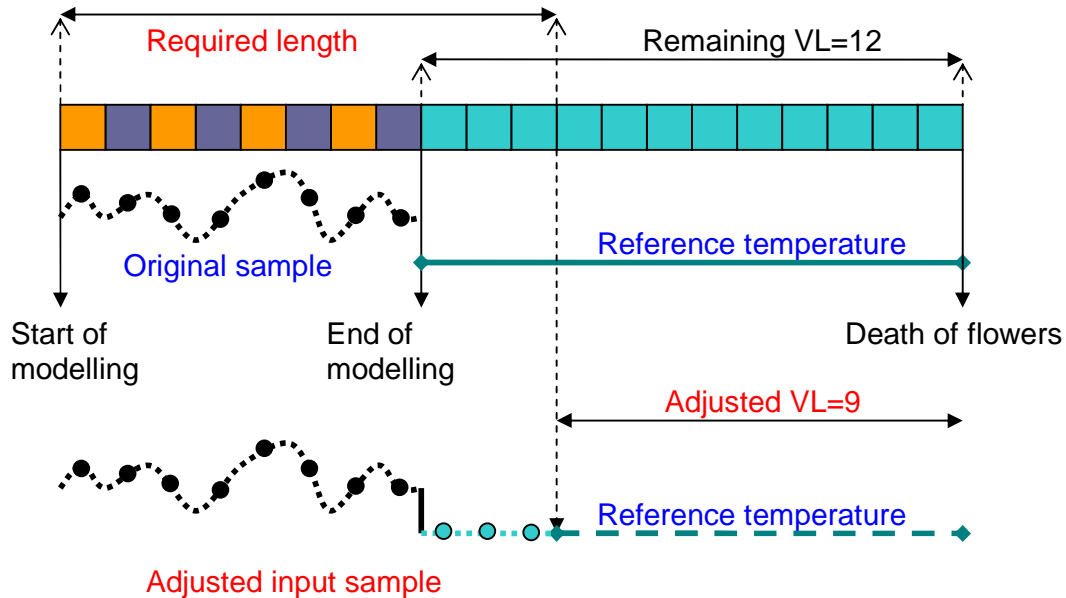 Required length
Remaining VL=12
Original sample
Reference temperature
Start of
modelling
End of
modelling
Death of flowers
Adjusted VL=9
Reference temperature
Adjusted input sample